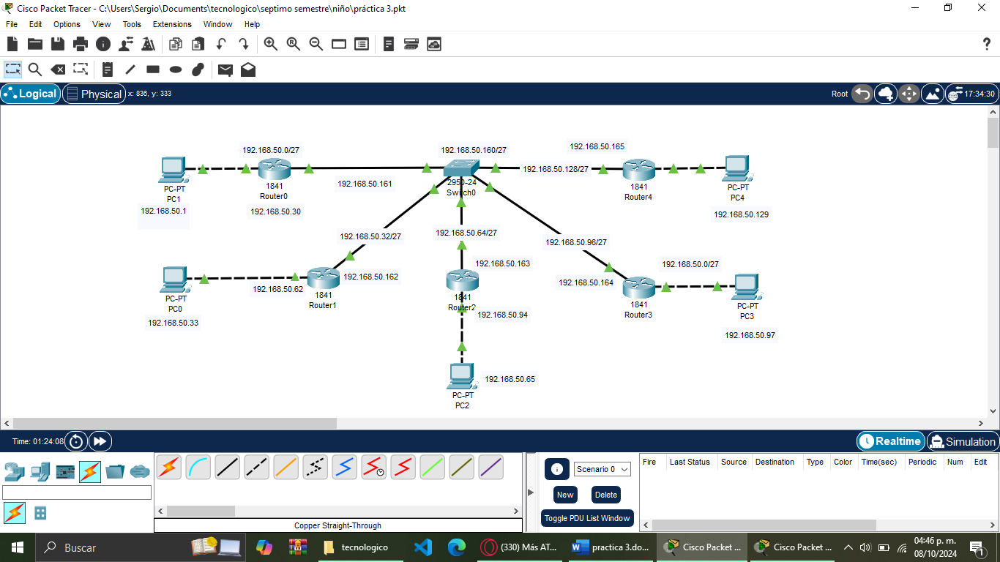 Cisco Packet Tracer - C:\Users\Sergio\Documents\tecnologico\septimo semestre\niño\práctica 3.pkt
File Edit Options View Tools Extensions Window Help
?
Logical Physical x: 836, y: 333 Root 17:34:30
192.168.50.0/27
192.168.50.160/27
192.168.50.165
192.168.50.128/27
PC-PT
PC1
192.168.50.1
1841
Router0
192.168.50.30
192.168.50.161
2950-24
Switch0
1841
Router4
PC-PT
PC4
192.168.50.129
192.168.50.32/27
192.168.50.64/27
192.168.50.96/27
PC-PT
PC0
192.168.50.33
192.168.50.62
1841
Router1
192.168.50.162
192.168.50.163
1841
Router2
192.168.50.94
192.168.50.164
1841
Router3
192.168.50.0/27
PC-PT
PC3
192.168.50.97
192.168.50.65
PC-PT
PC2
Time: 01:24:08 Realtime Simulation
Scenario 0
New Delete
Toggle PDU List Window
Fire Last Status Source Destination Type Color Time(sec) Periodic Num Edit
Copper Straight-Through
Buscar tecnologico (330) Más AT... practica 3.do... Cisco Packet ... Cisco Packet ...
04:46 p. m.
08/10/2024
1